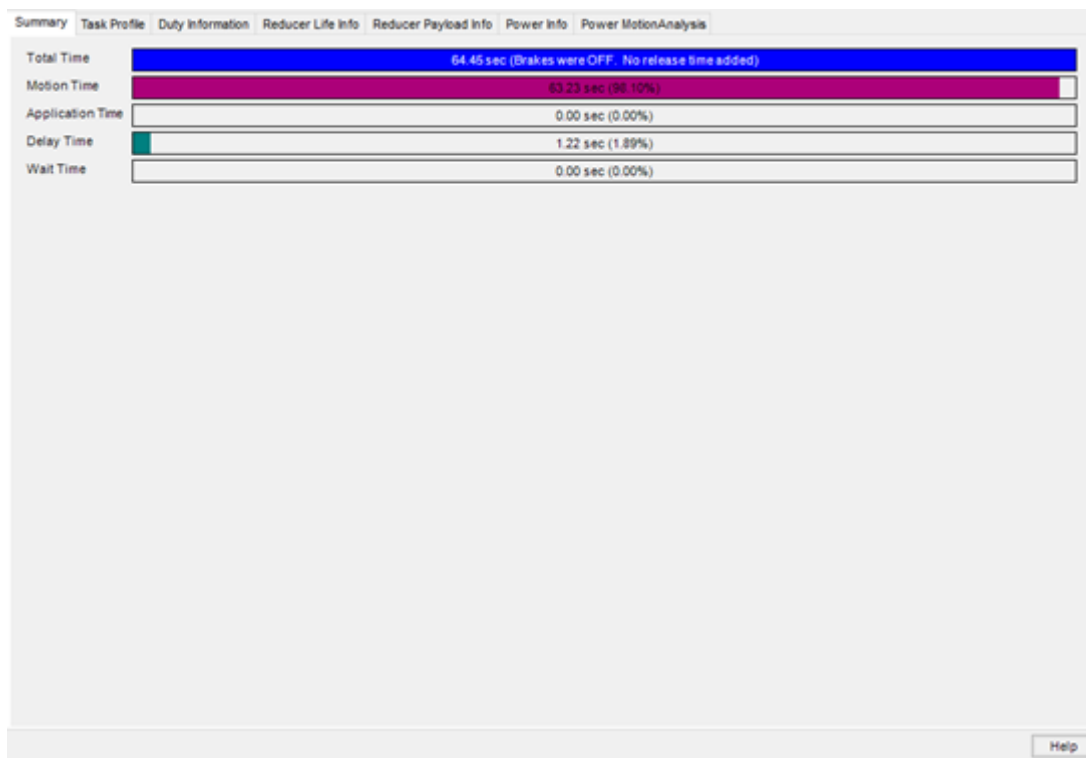 Summary Task Profile Duty Information Reducer Life Info Reducer Payload Info Power Info Power MotionAnalysis
Total Time 64.45 sec (Brakes were OFF. No release time added)
Motion Time 63.23 sec (98.10%)
Application Time 0.00 sec (0.00%)
Delay Time 1.22 sec (1.89%)
Wait Time 0.00 sec (0.00%)
Help